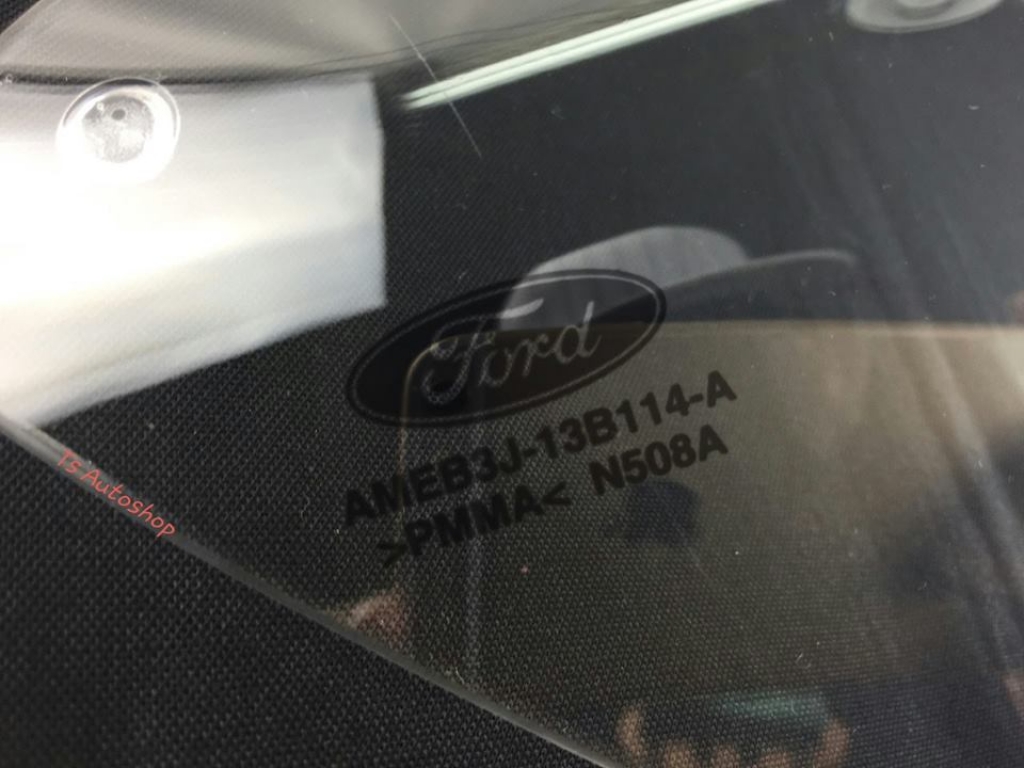 Ford
AMEB3J-13B114-A
>PMMA< N508A
Ts Autoshop